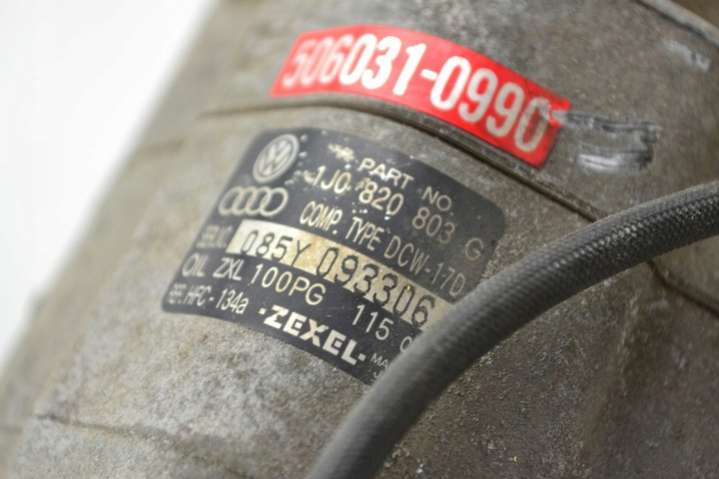 506031-0990
PART NO.
1J0 820 803 G
COMP. TYPE DCW-17D
085Y 093306
OIL ZXL 100PG 115
REF. HFC-134a
·ZEXEL·